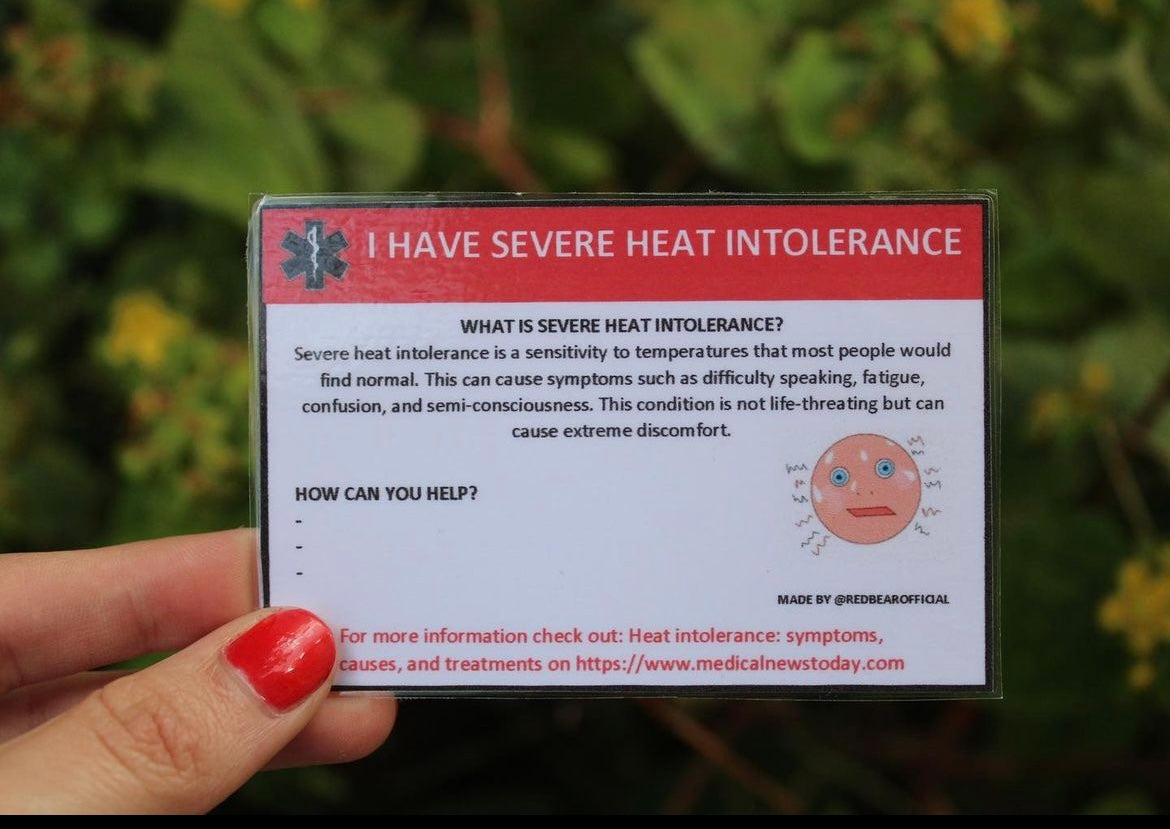 I HAVE SEVERE HEAT INTOLERANCE
WHAT IS SEVERE HEAT INTOLERANCE?
Severe heat intolerance is a sensitivity to temperatures that most people would
find normal. This can cause symptoms such as difficulty speaking, fatigue,
confusion, and semi-consciousness. This condition is not life-threatening but can
cause extreme discomfort.
HOW CAN YOU HELP?
-
-
-
MADE BY @REDBEAROFFICIAL
For more information check out: Heat intolerance: symptoms,
causes, and treatments on https://www.medicalnewstoday.com